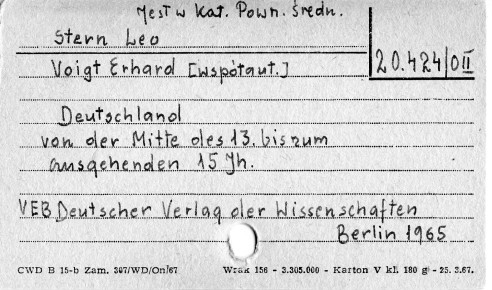 Jest w Kat. Pown. Średn.
Stern Leo
Voigt Erhard [współaut.]
20.424/OII
Deutschland
von der Mitte des 13. bis zum
ausgehenden 15 Jh.
VEB Deutscher Verlag der Wissenschaften
Berlin 1965
CWD B 15-b Zam. 307/WD/On/67 Wzak 156 - 3.305.000 - Karton V kl. 180 g - 25.3.67.